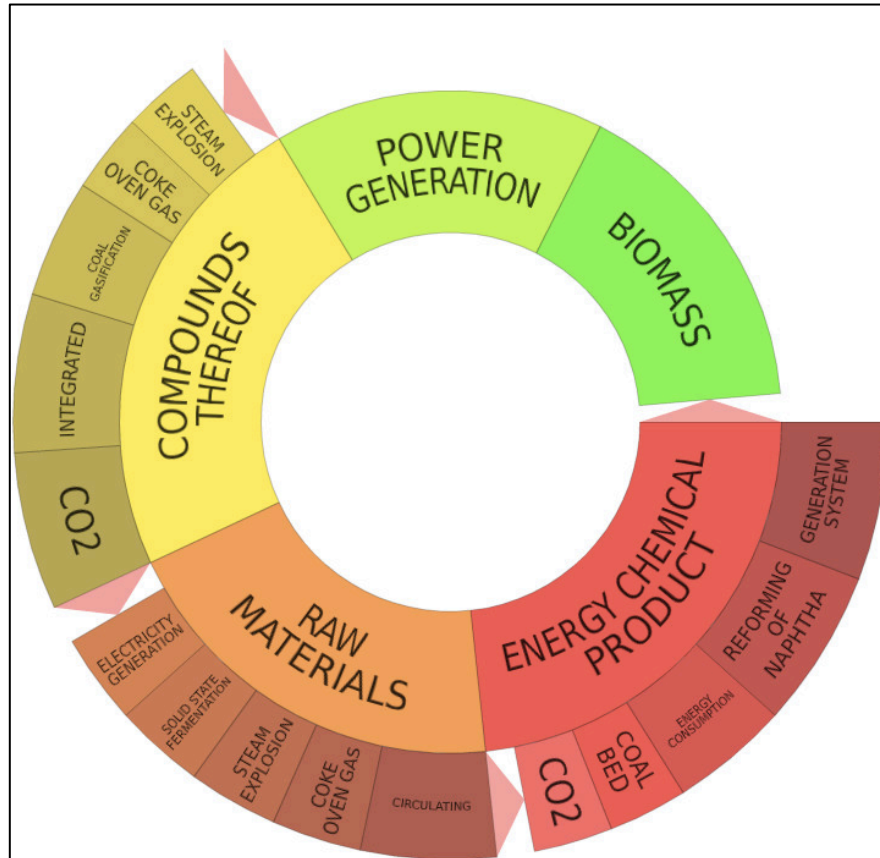 POWER
GENERATION
BIOMASS
COMPOUNDS
THEREOF
STEAM
EXPLOSION
COKE
OVEN GAS
COAL
GASIFICATION
INTEGRATED
CO2
RAW
MATERIALS
ELECTRICITY
GENERATION
SOLID STATE
FERMENTATION
STEAM
EXPLOSION
COKE
OVEN GAS
CIRCULATING
ENERGY CHEMICAL
PRODUCT
CO2
COAL
BED
ENERGY
CONSUMPTION
REFORMING
OF
NAPHTHA
GENERATION
SYSTEM